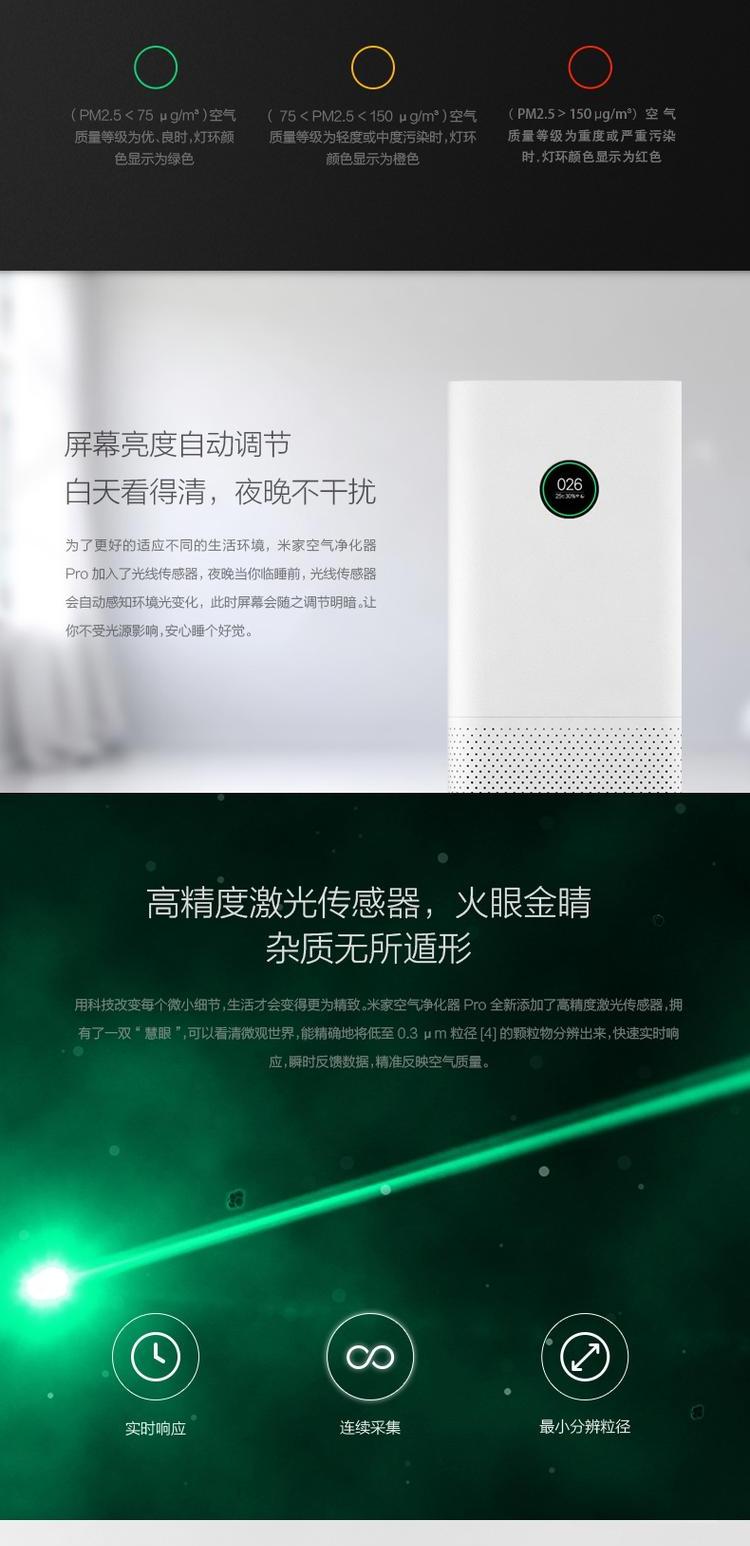 （PM2.5＜75 μg/m³）空气
质量等级为优、良时，灯环颜
色显示为绿色
（75＜PM2.5＜150 μg/m³）空气
质量等级为轻度或中度污染时，灯环
颜色显示为橙色
（PM2.5＞150μg/m³）空气
质量等级为重度或严重污染
时，灯环颜色显示为红色
屏幕亮度自动调节
白天看得清，夜晚不干扰
为了更好的适应不同的生活环境，米家空气净化器
Pro 加入了光线传感器，夜晚当你临睡前，光线传感器
会自动感知环境光变化，此时屏幕会随之调节明暗。让
你不受光源影响，安心睡个好觉。
026
高精度激光传感器，火眼金睛
杂质无所遁形
用科技改变每个微小细节，生活才会变得更为精致。米家空气净化器 Pro 全新添加了高精度激光传感器，拥
有了一双“慧眼”，可以看清微观世界，能精确地将低至 0.3 μm 粒径 [4] 的颗粒物分辨出来，快速实时响
应，瞬时反馈数据，精准反映空气质量。
实时响应
连续采集
最小分辨粒径